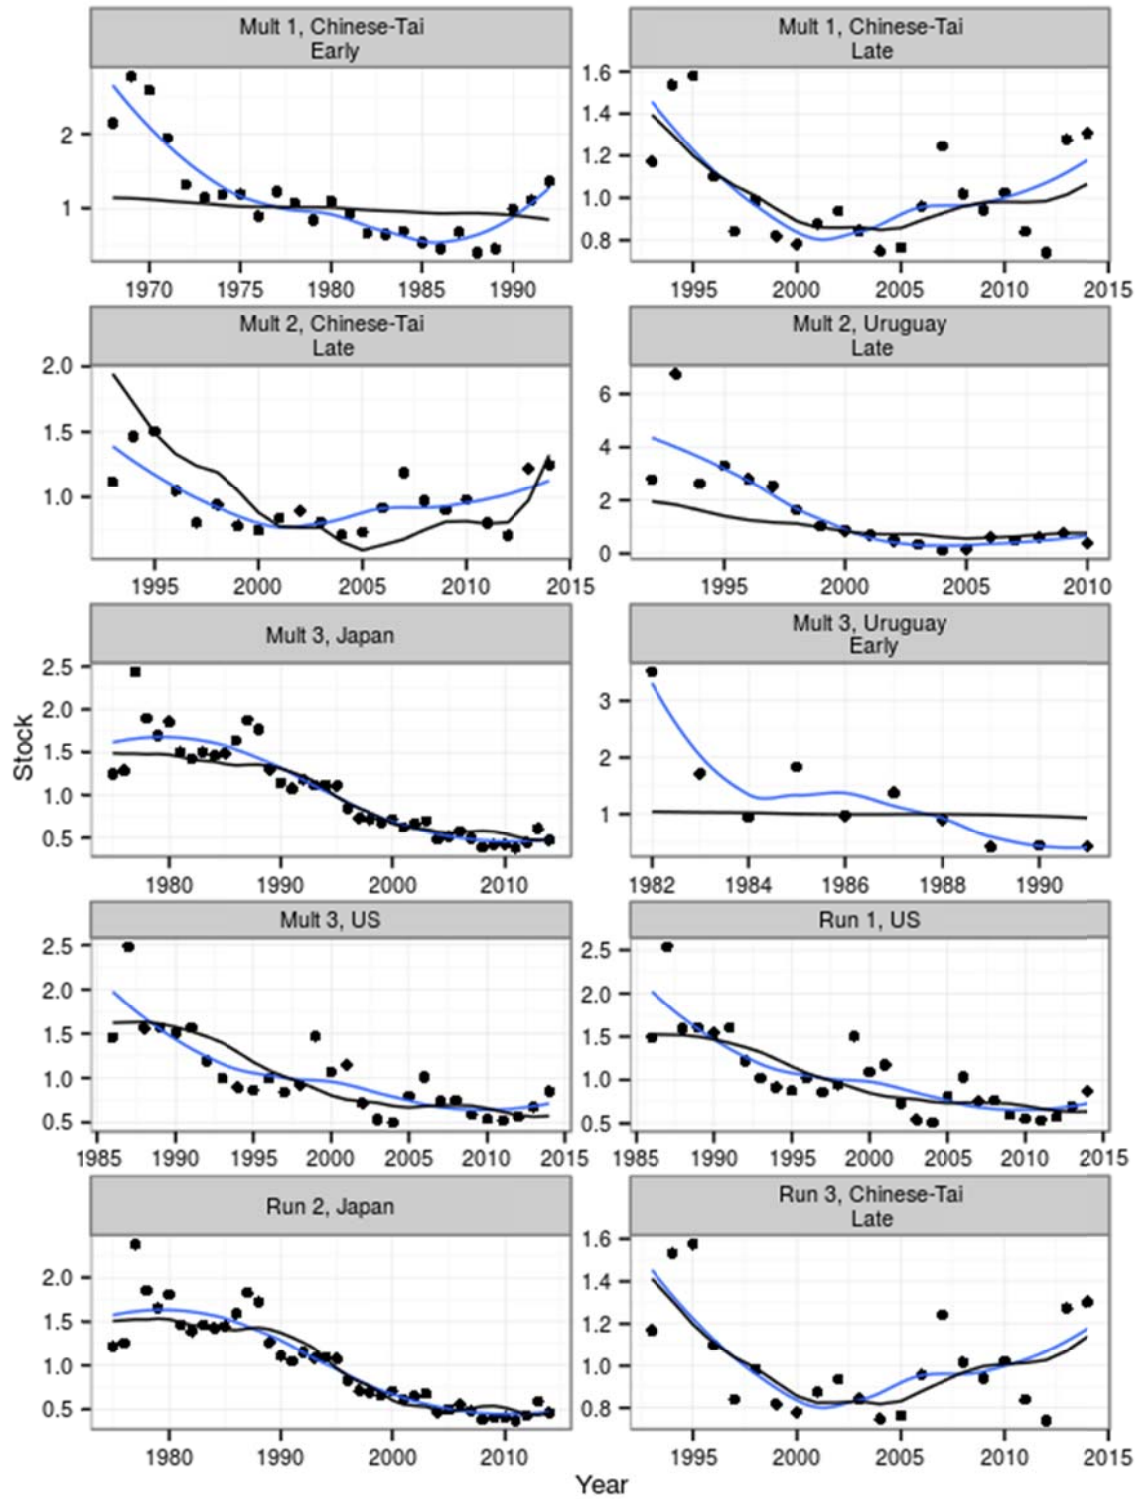 Mult 1, Chinese-Tai
Early
Mult 1, Chinese-Tai
Late
2
1
1970 1975 1980 1985 1990
1.6
1.4
1.2
1.0
0.8
1995 2000 2005 2010 2015
Mult 2, Chinese-Tai
Late
Mult 2, Uruguay
Late
2.0
1.5
1.0
1995 2000 2005 2010 2015
6
4
2
0
1995 2000 2005 2010
Mult 3, Japan
Mult 3, Uruguay
Early
2.5
2.0
1.5
1.0
0.5
1980 1990 2000 2010
3
2
1
1982 1984 1986 1988 1990
Stock
Mult 3, US
Run 1, US
2.5
2.0
1.5
1.0
0.5
1985 1990 1995 2000 2005 2010 2015
2.5
2.0
1.5
1.0
0.5
1985 1990 1995 2000 2005 2010 2015
Run 2, Japan
Run 3, Chinese-Tai
Late
2.0
1.5
1.0
0.5
1980 1990 2000 2010
1.6
1.4
1.2
1.0
0.8
1995 2000 2005 2010 2015
Year